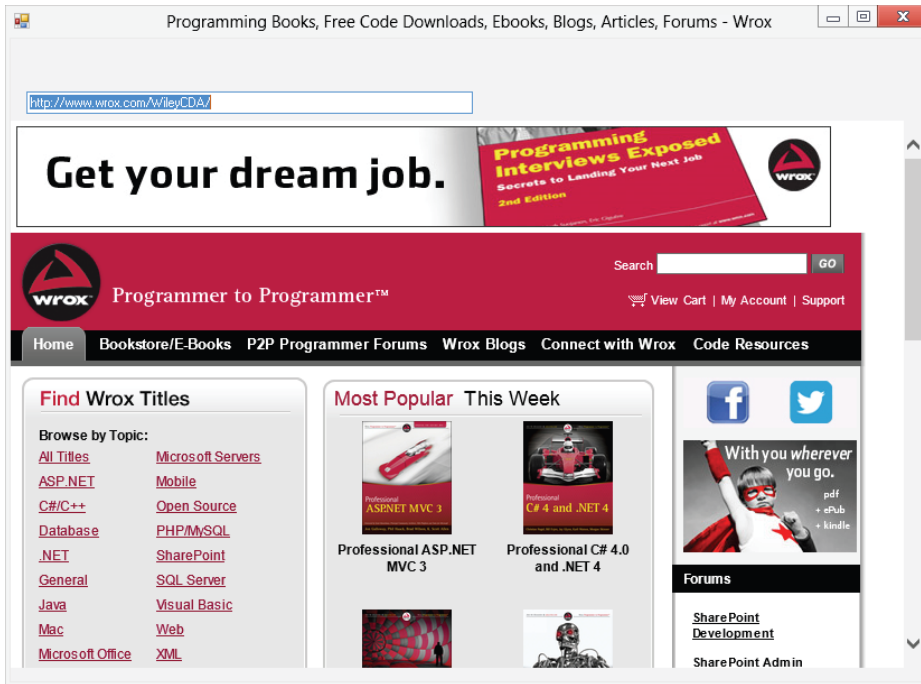 Programming Books, Free Code Downloads, Ebooks, Blogs, Articles, Forums - Wrox
http://www.wrox.com/WileyCDA/
Get your dream job.
Programming
Interviews Exposed
Secrets to Landing Your Next Job
2nd Edition
wrox
Search
GO
wrox
Programmer to Programmer™
View Cart | My Account | Support
Home Bookstore/E-Books P2P Programmer Forums Wrox Blogs Connect with Wrox Code Resources
Find Wrox Titles
Browse by Topic:
All Titles Microsoft Servers
ASP.NET Mobile
C#/C++ Open Source
Database PHP/MySQL
.NET SharePoint
General SQL Server
Java Visual Basic
Mac Web
Microsoft Office XML
Most Popular This Week
Professional
ASP.NET MVC 3
Professional
C# 4 and .NET 4
Professional ASP.NET
MVC 3
Professional C# 4.0
and .NET 4
With you wherever
you go.
pdf
+ ePub
+ kindle
Forums
SharePoint
Development
SharePoint Admin